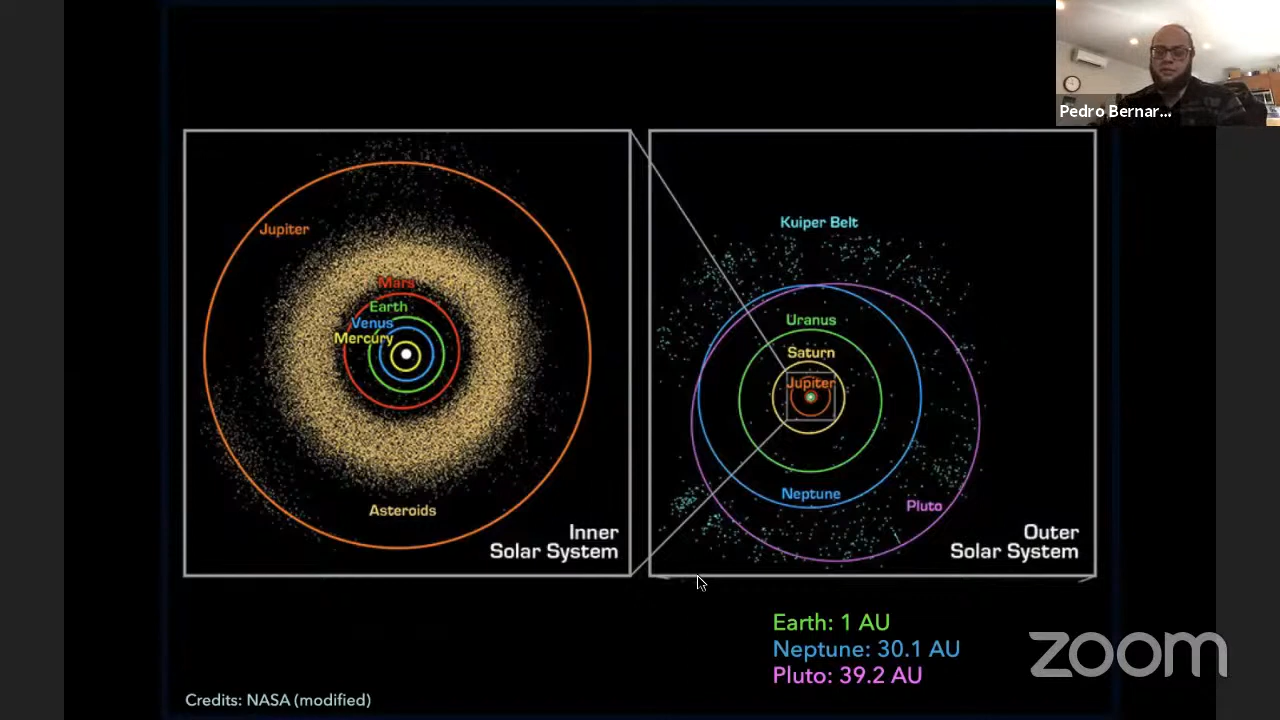 Pedro Bernar...
Jupiter
Mars
Earth
Venus
Mercury
Asteroids
Inner
Solar System
Kuiper Belt
Uranus
Saturn
Jupiter
Neptune
Pluto
Outer
Solar System
Earth: 1 AU
Neptune: 30.1 AU
Pluto: 39.2 AU
zoom
Credits: NASA (modified)